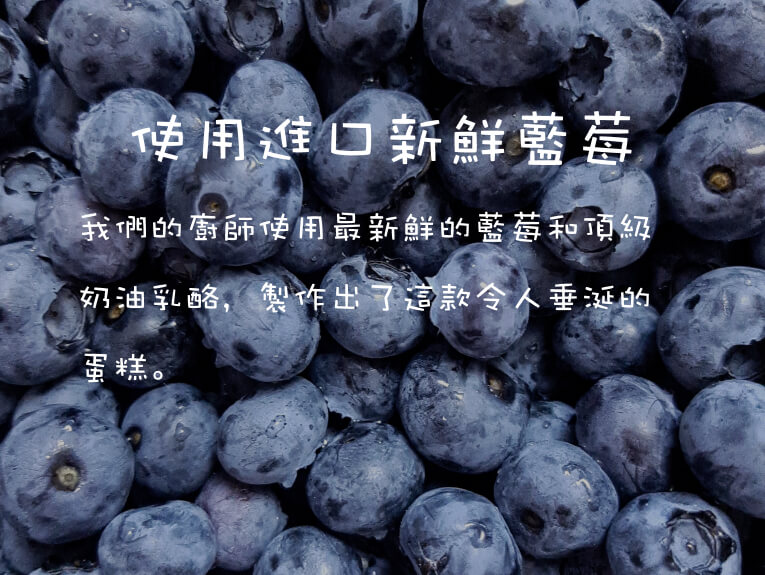 使用進口新鮮藍莓
我們的廚師使用最新鮮的藍莓和頂級
奶油乳酪，製作出了這款令人垂涎的
蛋糕。